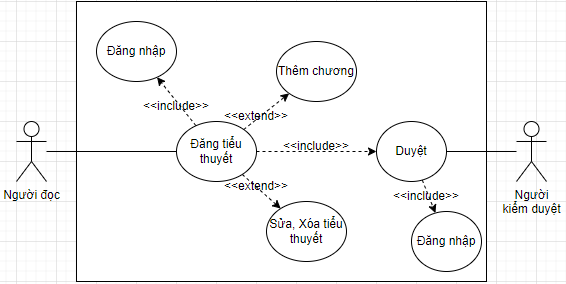 Đăng nhập
Thêm chương
<<include>>
<<extend>>
Đăng tiểu
thuyết
<<include>>
Duyệt
Người đọc
<<extend>>
<<include>>
Người
kiểm duyệt
Sửa, Xóa tiểu
thuyết
Đăng nhập